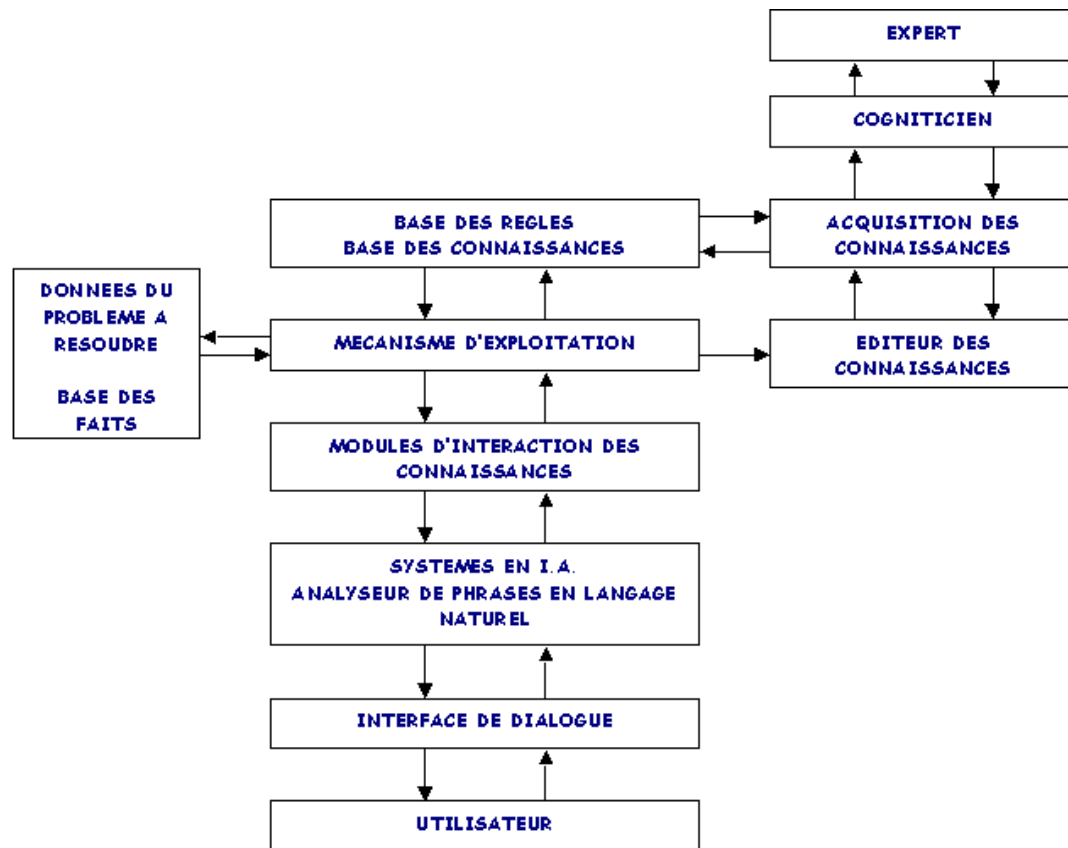 EXPERT
COGNITICIEN
BASE DES REGLES
BASE DES CONNAISSANCES
ACQUISITION DES
CONNAISSANCES
DONNEES DU
PROBLEME A
RESOUDRE
BASE DES
FAITS
MECANISME D'EXPLOITATION
EDITEUR DES
CONNAISSANCES
MODULES D'INTERACTION DES
CONNAISSANCES
SYSTEMES EN I.A.
ANALYSEUR DE PHRASES EN LANGAGE
NATUREL
INTERFACE DE DIALOGUE
UTILISATEUR